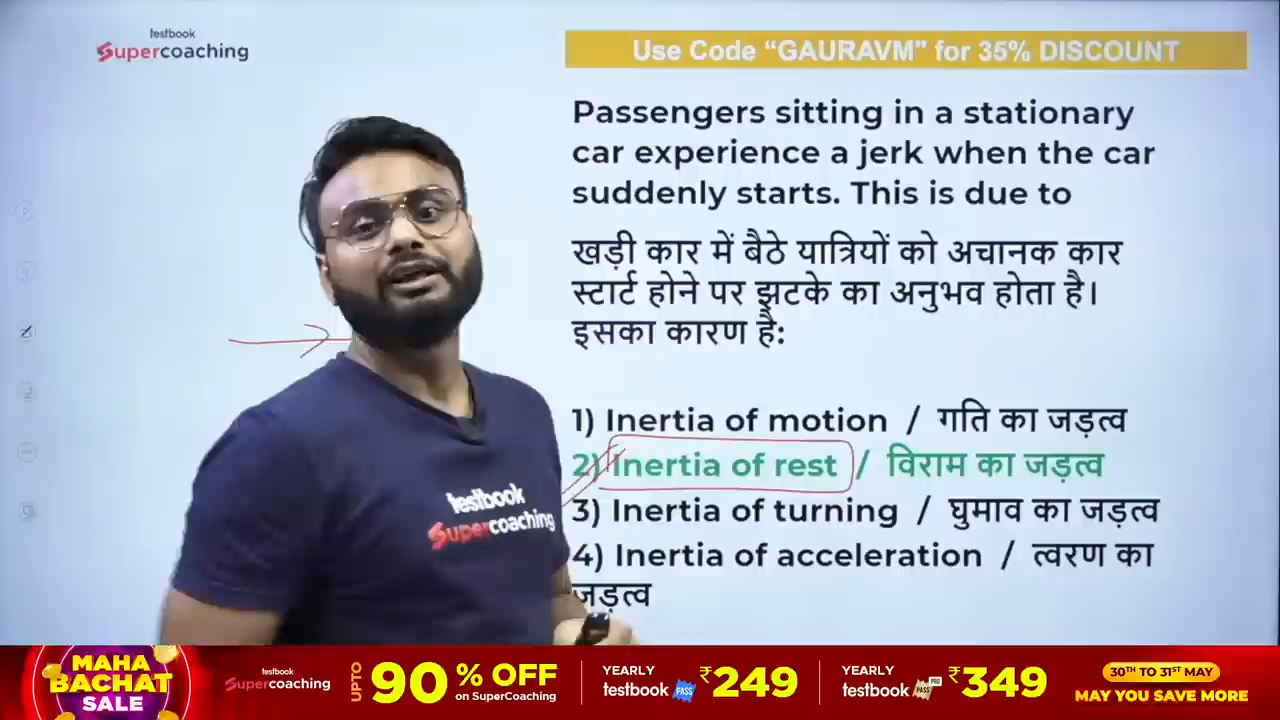 testbook
Supercoaching
Use Code “GAURAVM" for 35% DISCOUNT
Passengers sitting in a stationary
car experience a jerk when the car
suddenly starts. This is due to
खड़ी कार में बैठे यात्रियों को अचानक कार
स्टार्ट होने पर झटके का अनुभव होता है।
इसका कारण है:
1) Inertia of motion / गति का जड़त्व
2) Inertia of rest / विराम का जड़त्व
3) Inertia of turning / घुमाव का जड़त्व
4) Inertia of acceleration / त्वरण का
जड़त्व
testbook
Supercoaching
MAHA
BACHAT
SALE
testbook
Supercoaching
UPTO 90% OFF
on SuperCoaching
YEARLY
testbook PASS
₹249
YEARLY
testbook PASS PRO
₹349
30TH TO 31ST MAY
MAY YOU SAVE MORE